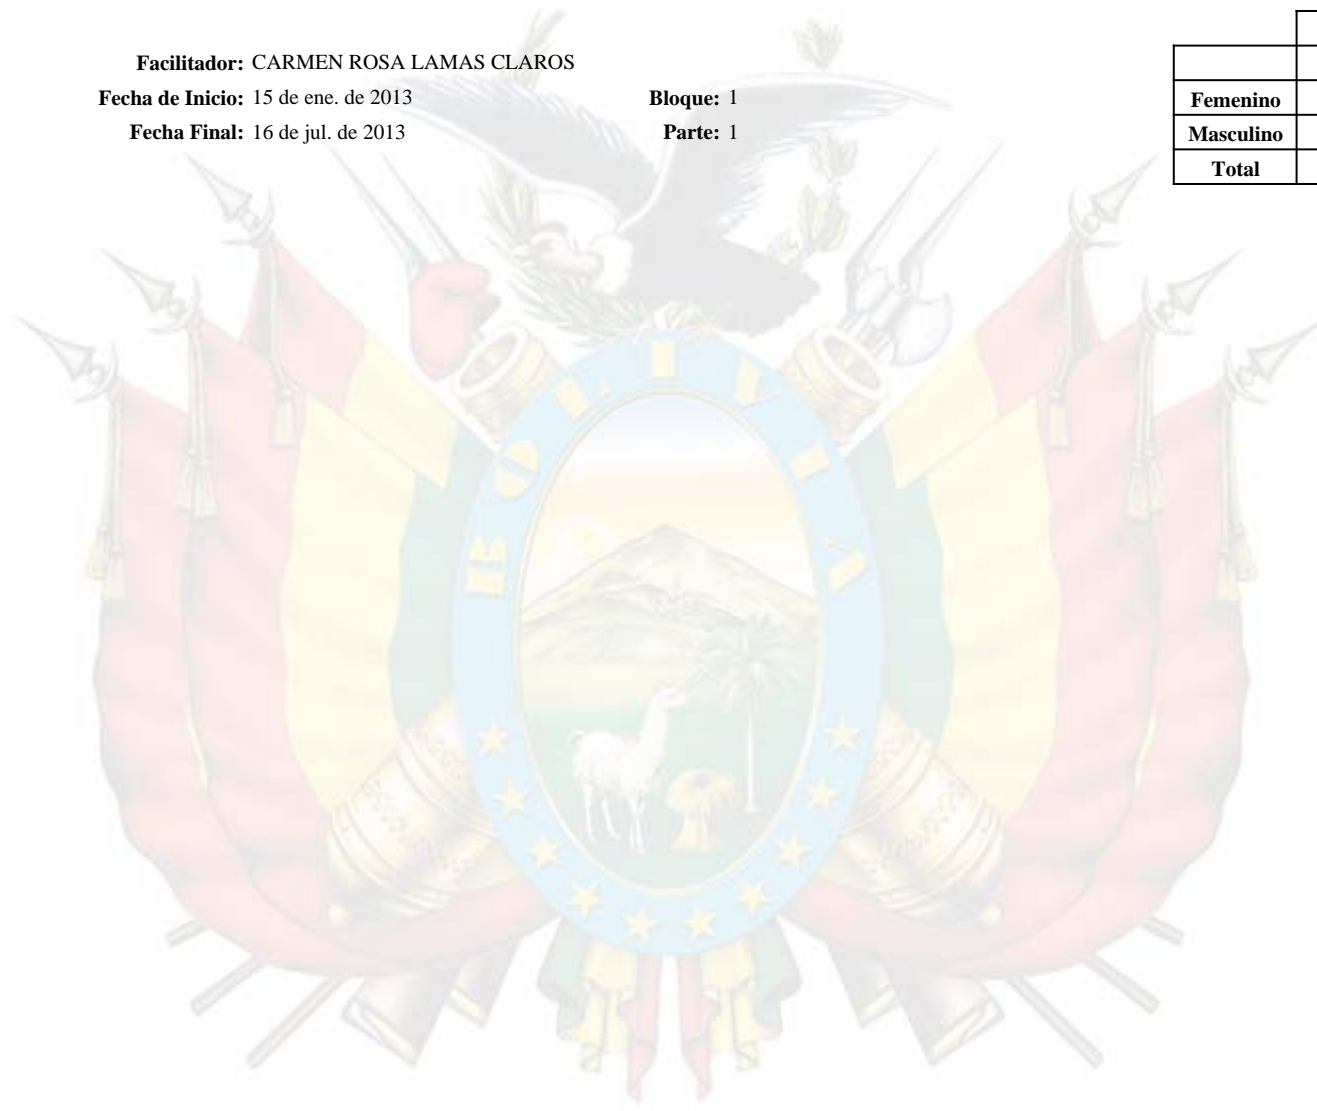 Facilitador: CARMEN ROSA LAMAS CLAROS
Fecha de Inicio: 15 de ene. de 2013 Bloque: 1
Fecha Final: 16 de jul. de 2013 Parte: 1
Femenino
Masculino
Total
BOLIVIA